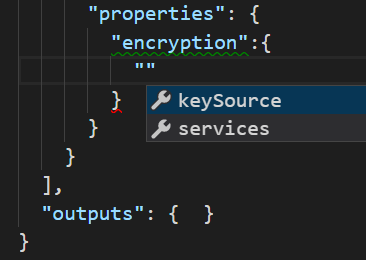 "properties": {
"encryption":{
""
} keySource
} services
}
],
"outputs": {  }
}